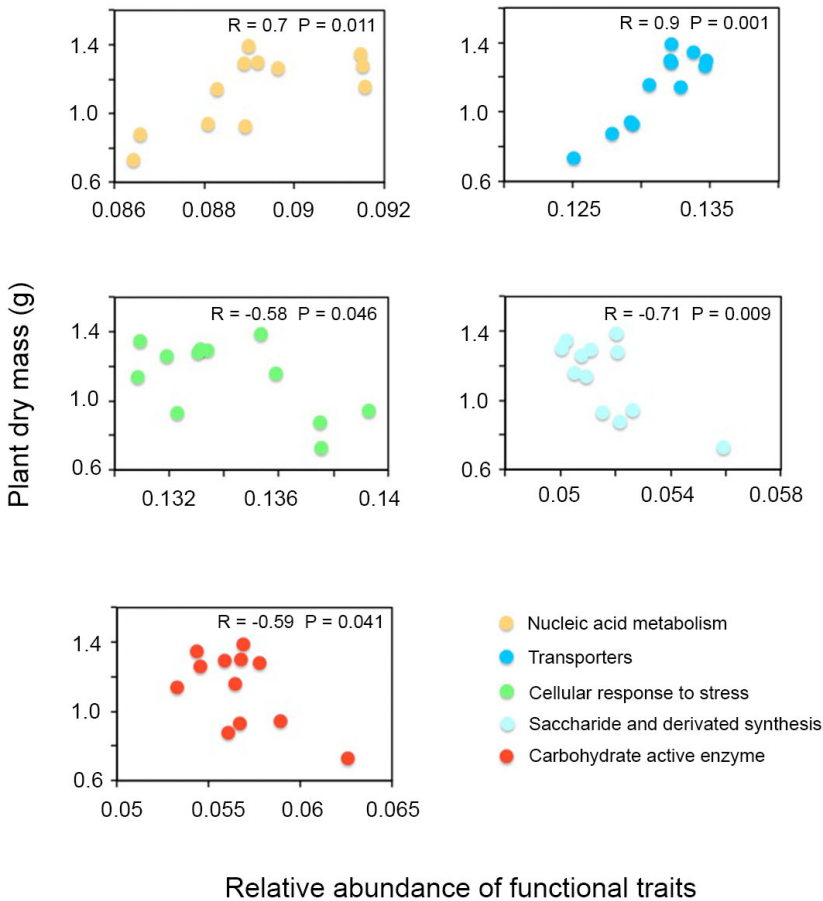 R = 0.7 P = 0.011
1.4
1.0
0.6
0.086 0.088 0.09 0.092
R = 0.9 P = 0.001
1.4
1.0
0.6
0.125 0.135
Plant dry mass (g)
R = -0.58 P = 0.046
1.4
1.0
0.6
0.132 0.136 0.14
R = -0.71 P = 0.009
1.4
1.0
0.6
0.05 0.054 0.058
R = -0.59 P = 0.041
1.4
1.0
0.6
0.05 0.055 0.06 0.065
Nucleic acid metabolism
Transporters
Cellular response to stress
Saccharide and derivated synthesis
Carbohydrate active enzyme
Relative abundance of functional traits